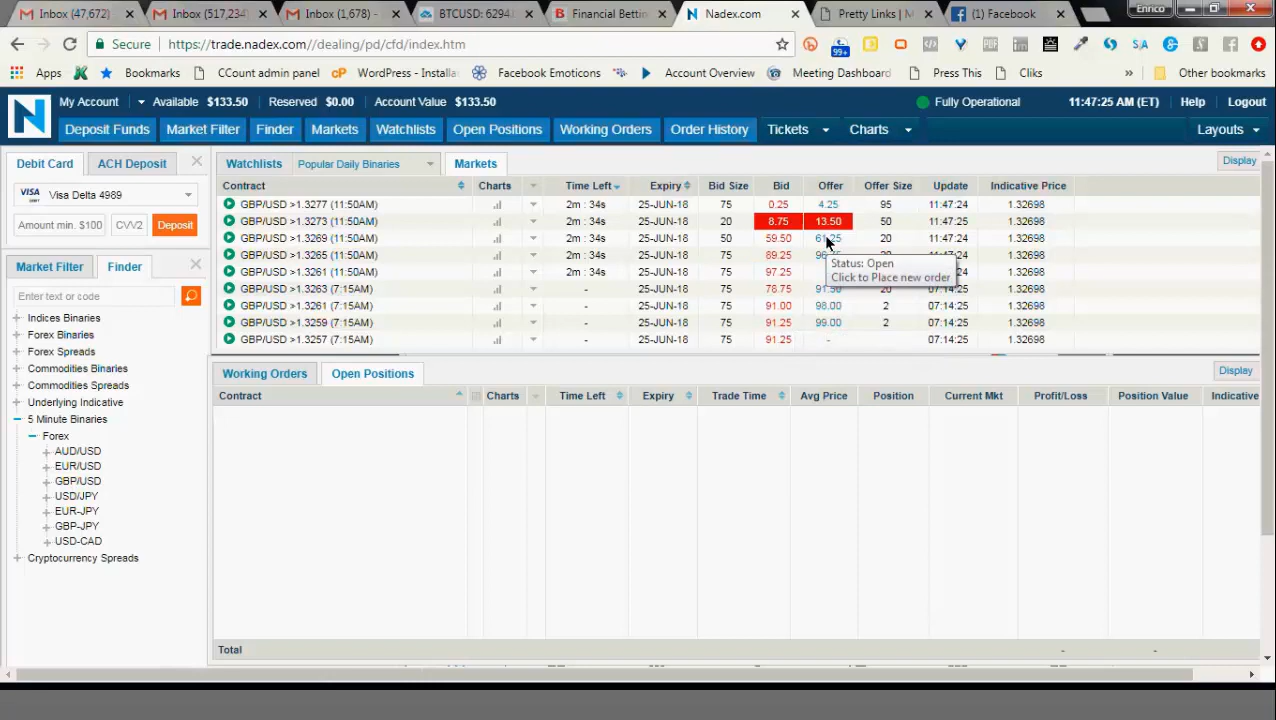 Inbox (47,672)
Inbox (517,234
Inbox (1,678) -
BTCUSD: 6294.
Financial Bettin
Nadex.com
Pretty Links | M
(1) Facebook
Enrico
Secure https://trade.nadex.com//dealing/pd/cfd/index.htm
99+
Apps Bookmarks CCount admin panel WordPress - Installa Facebook Emoticons Account Overview Meeting Dashboard Press This Cliks » Other bookmarks
My Account Available $133.50 Reserved $0.00 Account Value $133.50 Fully Operational 11:47:25 AM (ET) Help Logout
Deposit Funds Market Filter Finder Markets Watchlists Open Positions Working Orders Order History Tickets Charts Layouts
Debit Card ACH Deposit
VISA Visa Delta 4989
Amount min. $100 CVV2 Deposit
Market Filter Finder
Enter text or code
Indices Binaries
Forex Binaries
Forex Spreads
Commodities Binaries
Commodities Spreads
Underlying Indicative
5 Minute Binaries
Forex
AUD/USD
EUR/USD
GBP/USD
USD/JPY
EUR-JPY
GBP-JPY
USD-CAD
Cryptocurrency Spreads
Watchlists Popular Daily Binaries Markets Display
Contract Charts Time Left Expiry Bid Size Bid Offer Offer Size Update Indicative Price
GBP/USD >1.3277 (11:50AM) 2m : 34s 25-JUN-18 75 0.25 4.25 95 11:47:24 1.32698
GBP/USD >1.3273 (11:50AM) 2m : 34s 25-JUN-18 20 8.75 13.50 50 11:47:25 1.32698
GBP/USD >1.3269 (11:50AM) 2m : 34s 25-JUN-18 50 59.50 61.25 20 11:47:24 1.32698
GBP/USD >1.3265 (11:50AM) 2m : 34s 25-JUN-18 75 89.25 11:47:24 1.32698
GBP/USD >1.3261 (11:50AM) 2m : 34s 25-JUN-18 75 97.25 1.32698
GBP/USD >1.3263 (7:15AM) - 25-JUN-18 75 78.75 91.50 20 07:14:25 1.32698
GBP/USD >1.3261 (7:15AM) - 25-JUN-18 75 91.00 98.00 2 07:14:25 1.32698
GBP/USD >1.3259 (7:15AM) - 25-JUN-18 75 91.25 99.00 2 07:14:25 1.32698
GBP/USD >1.3257 (7:15AM) - 25-JUN-18 75 91.25 - 07:14:25 1.32698
Status: Open
Click to Place new order
Working Orders Open Positions Display
Contract Charts Time Left Expiry Trade Time Avg Price Position Current Mkt Profit/Loss Position Value Indicative
Total - -